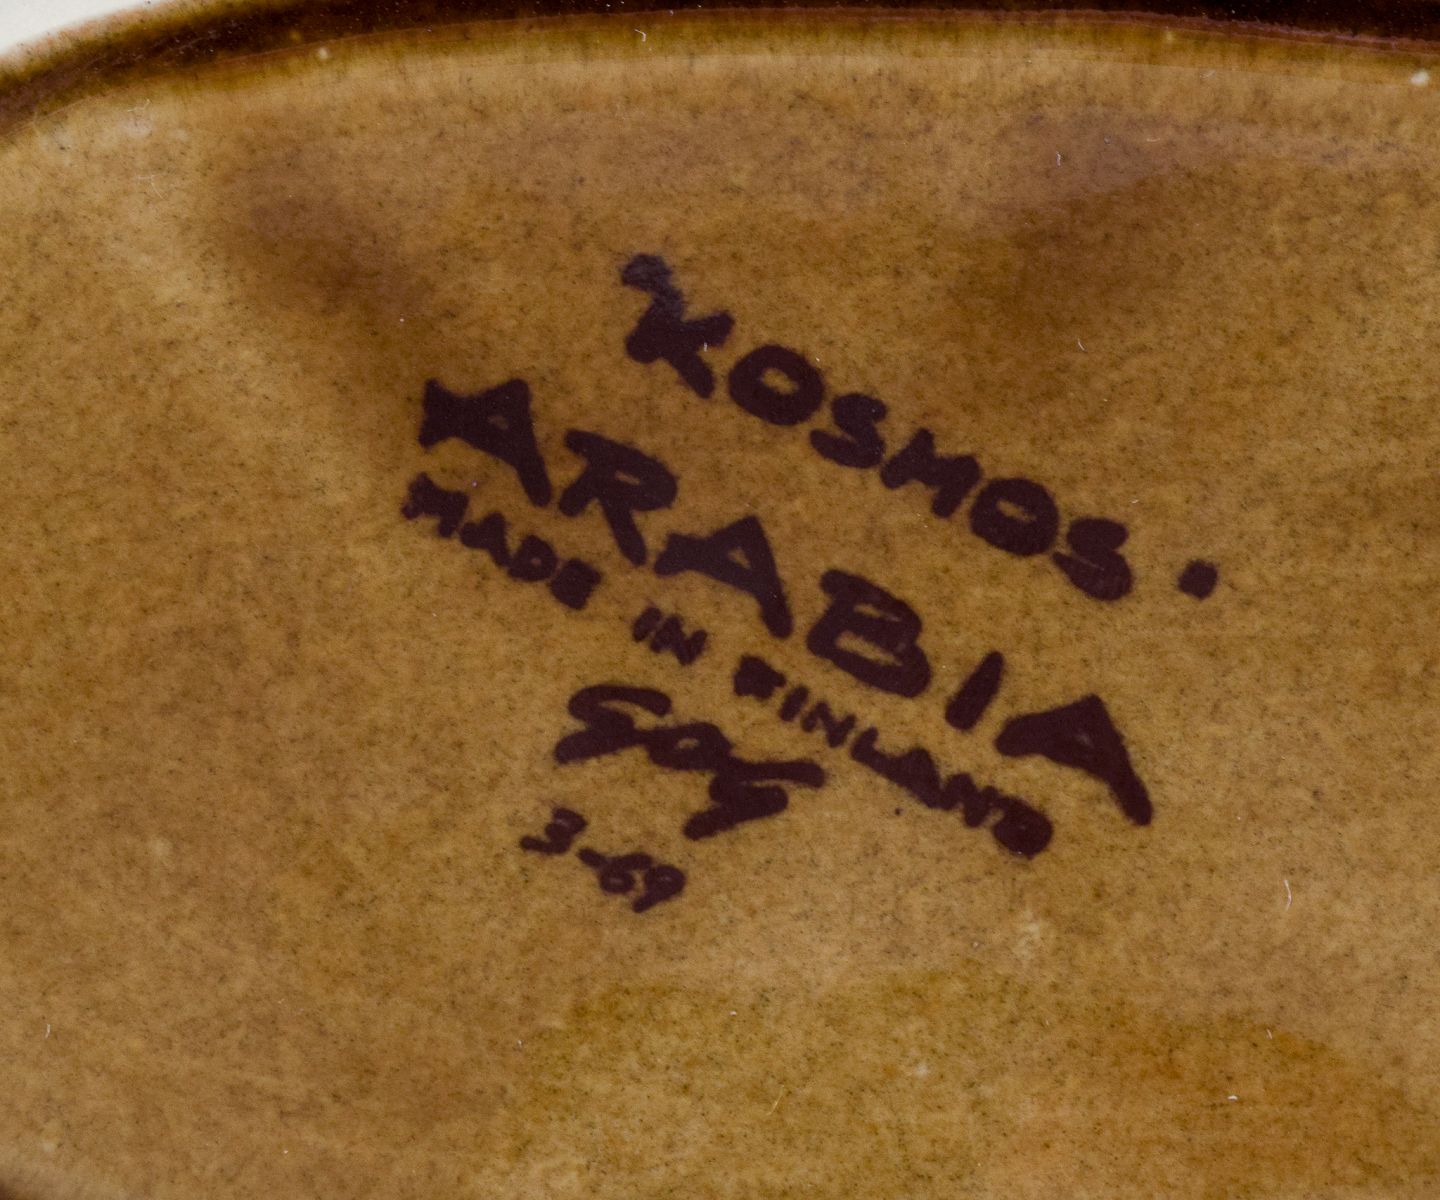 KOSMOS.
ARABIA
MADE IN FINLAND
3-69